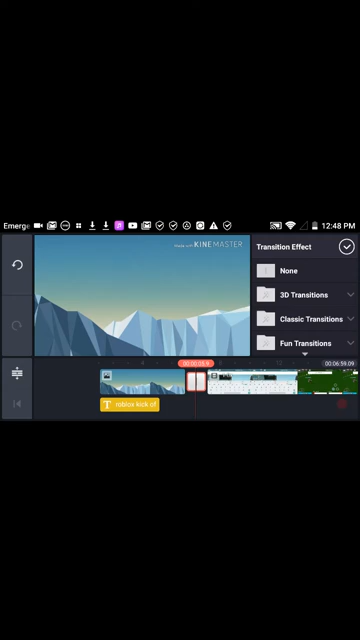 Emerge
12:48 PM
made with KINEMASTER
Transition Effect
None
3D Transitions
Classic Transitions
Fun Transitions
00:06:59.09
T roblox kick of